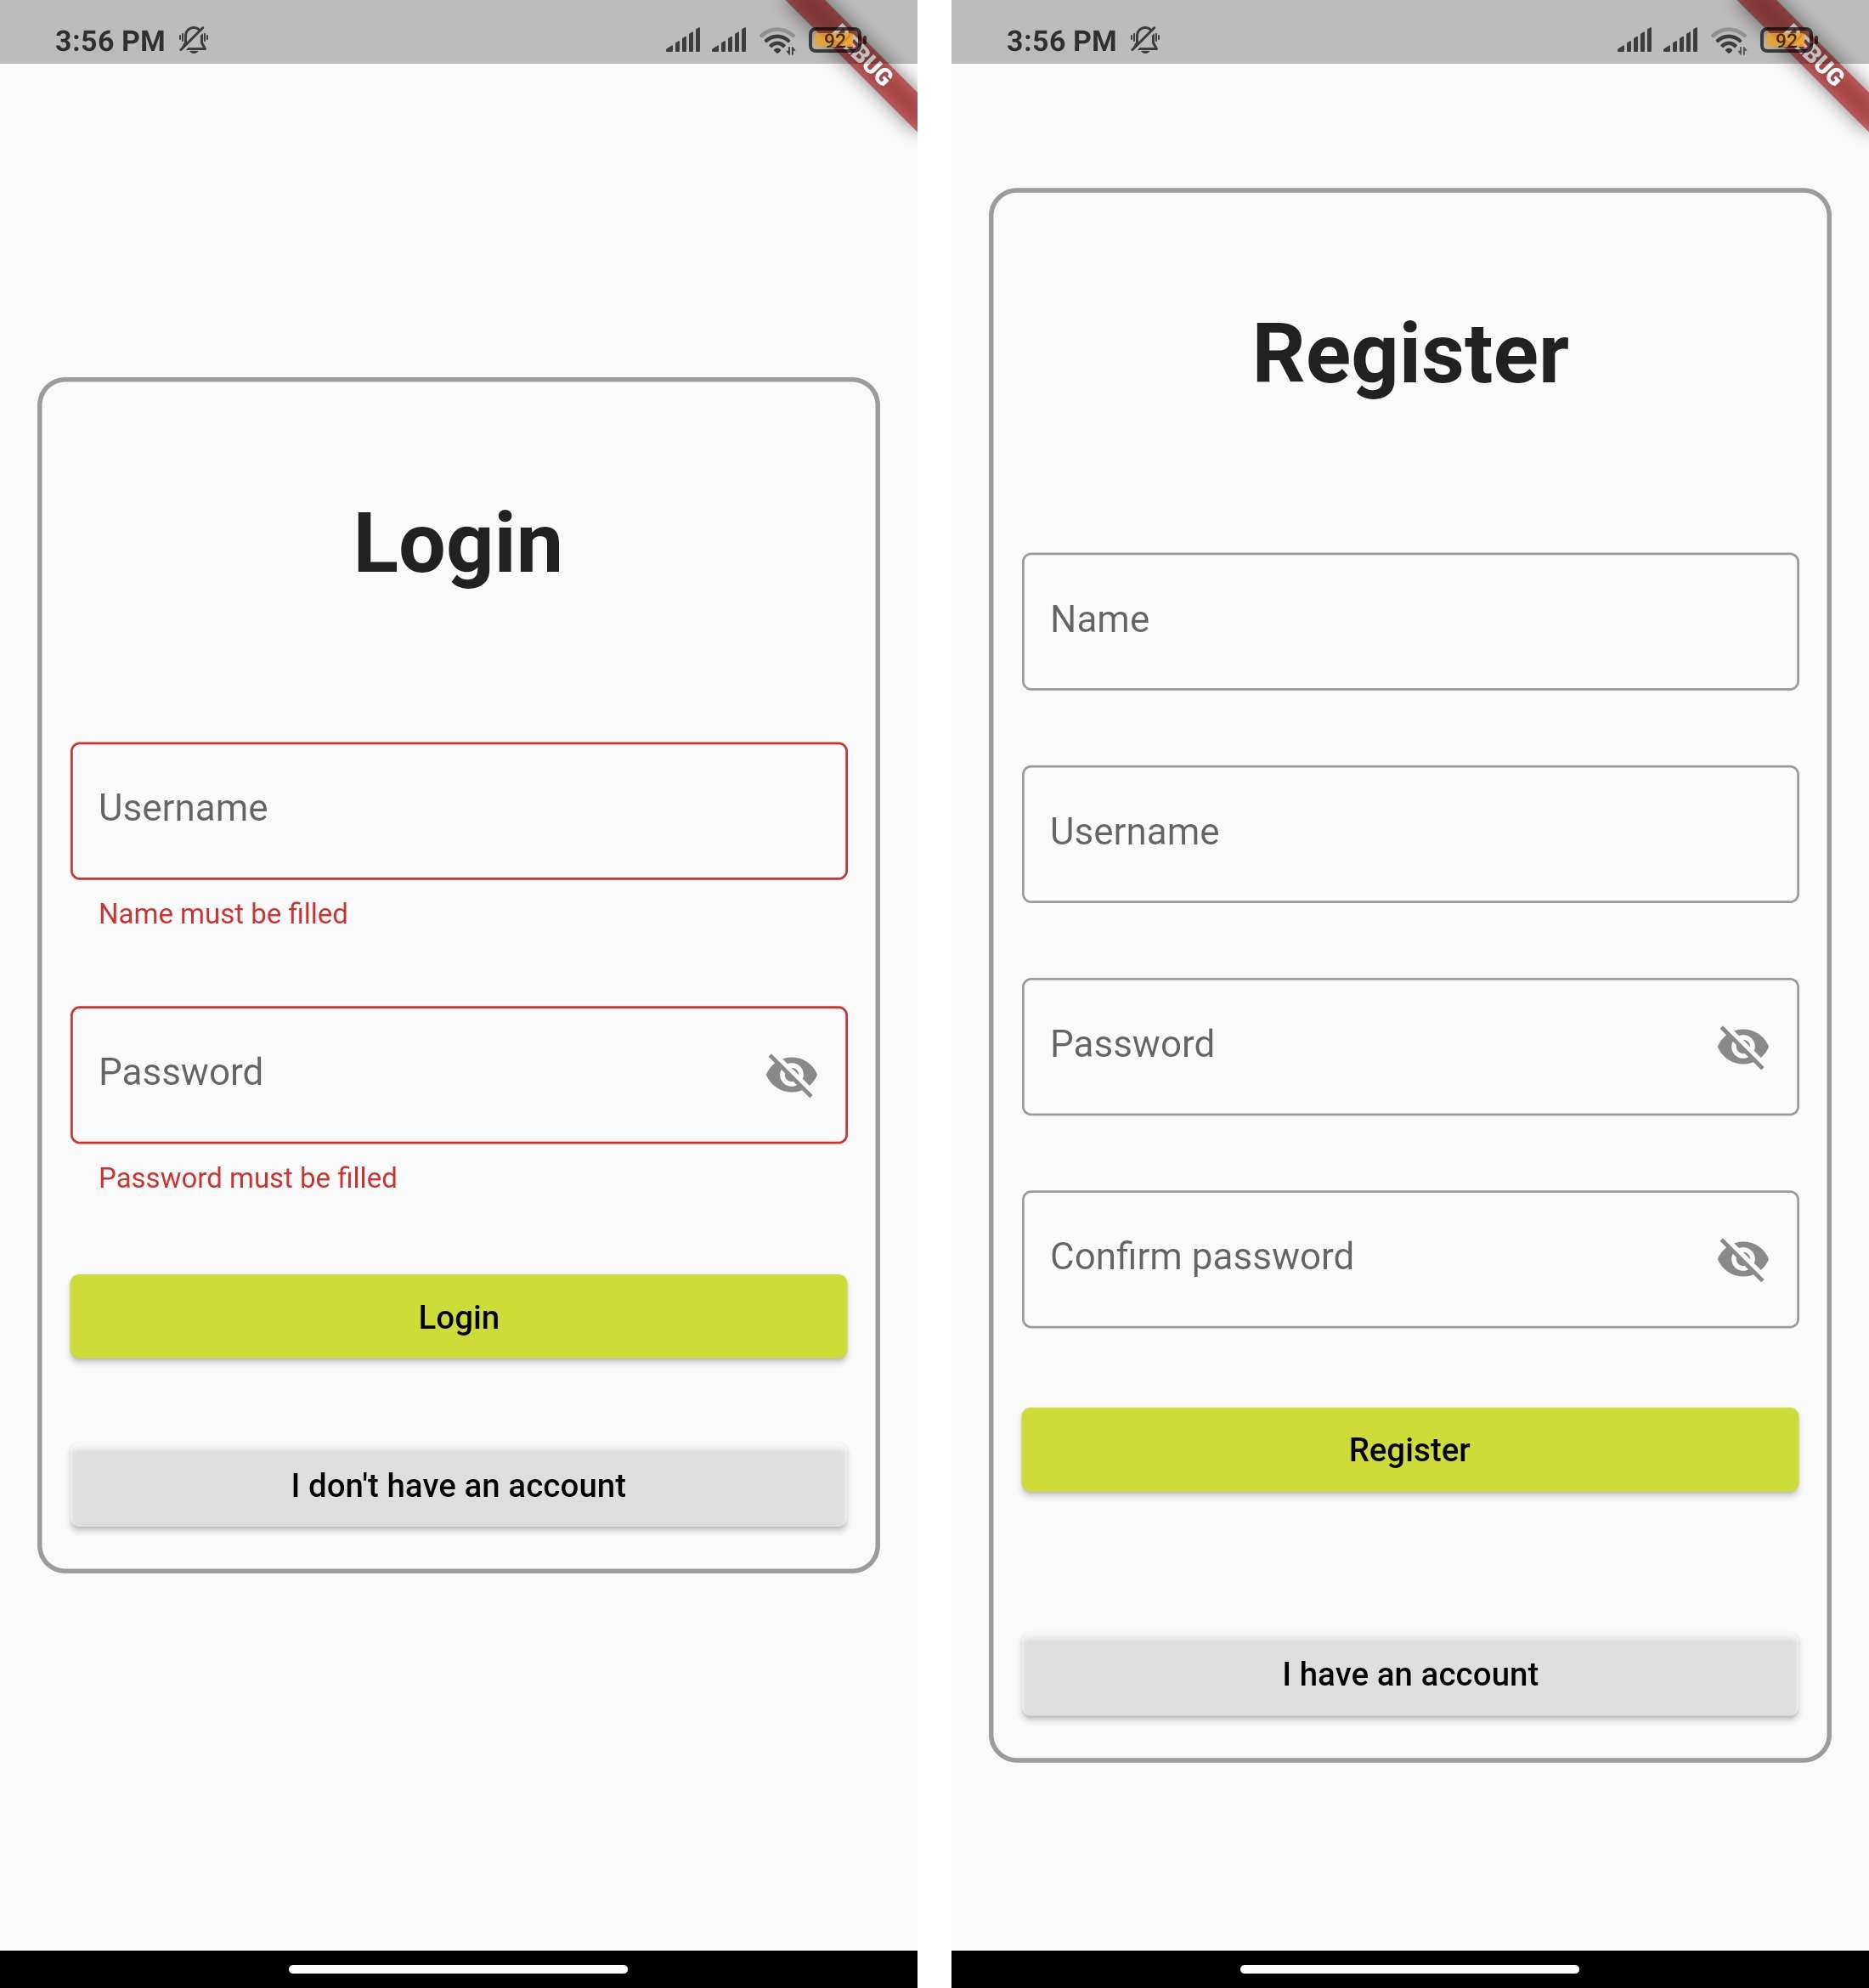 3:56 PM
92
BUG
Login
Username
Name must be filled
Password
Password must be filled
Login
I don't have an account
3:56 PM
92
BUG
Register
Name
Username
Password
Confirm password
Register
I have an account